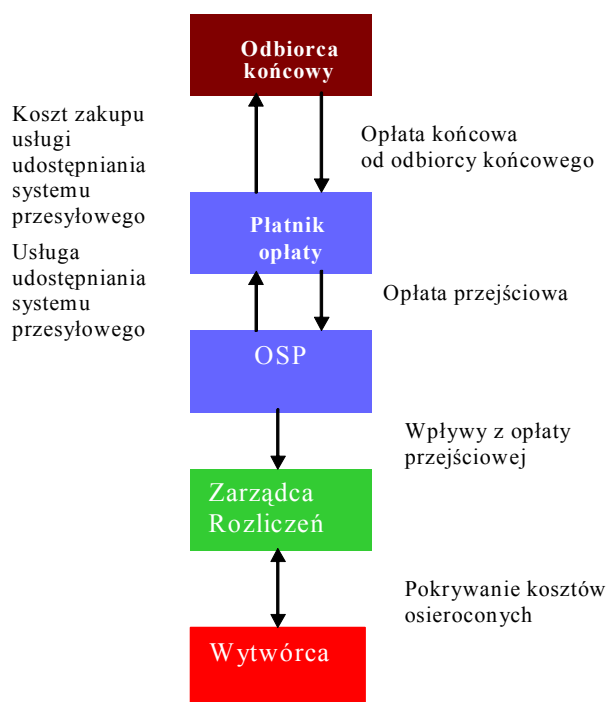 Odbiorca
końcowy
Koszt zakupu
usługi
udostępniania
systemu
przesyłowego
Opłata końcowa
od odbiorcy końcowego
Płatnik
opłaty
Usługa
udostępniania
systemu
przesyłowego
Opłata przejściowa
OSP
Wpływy z opłaty
przejściowej
Zarządca
Rozliczeń
Pokrywanie kosztów
osieroconych
Wytwórca